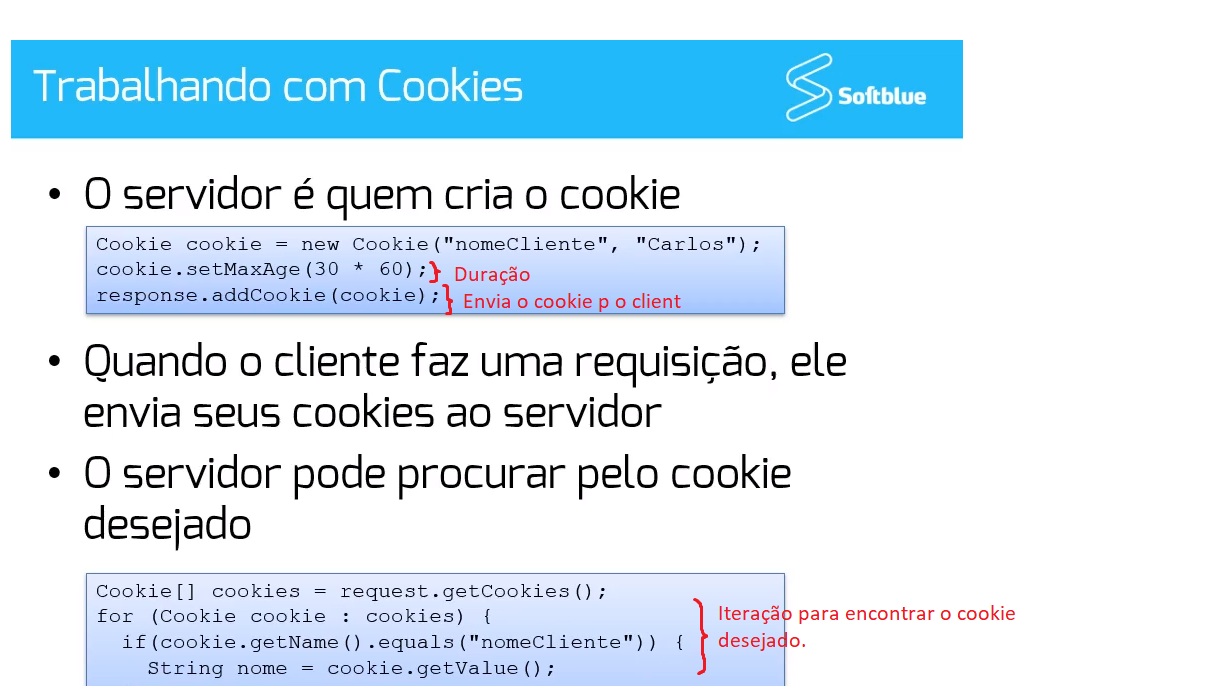 Trabalhando com Cookies
Softblue
• O servidor é quem cria o cookie
Cookie cookie = new Cookie("nomeCliente", "Carlos");
cookie.setMaxAge(30 * 60); Duração
response.addCookie(cookie); Envia o cookie p o client
• Quando o cliente faz uma requisição, ele
envia seus cookies ao servidor
• O servidor pode procurar pelo cookie
desejado
Cookie[] cookies = request.getCookies();
for (Cookie cookie : cookies) {
if(cookie.getName().equals("nomeCliente")) {
String nome = cookie.getValue();
Iteração para encontrar o cookie
desejado.